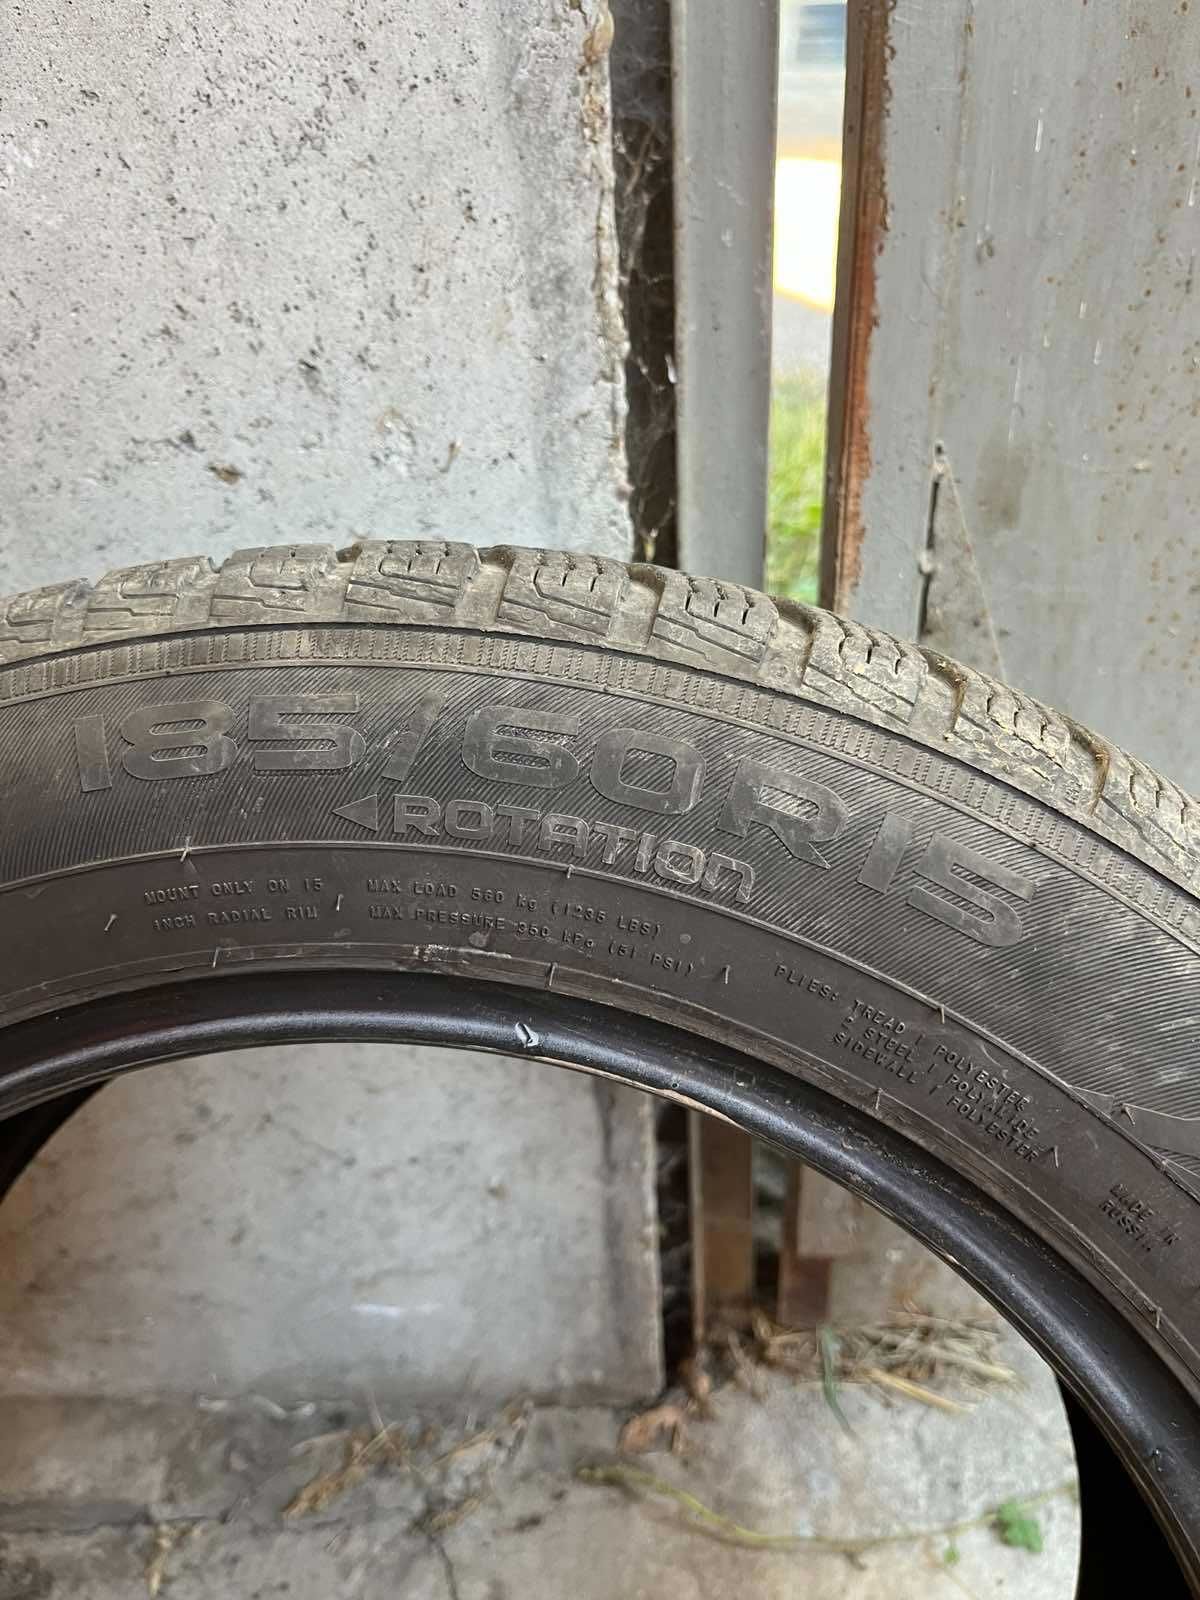 185/60R15
ROTATION
MOUNT ONLY ON 15
INCH RADIAL RIM
MAX LOAD 560 Kg (1235 LBS)
MAX PRESSURE 350 kPa (51 PSI)
PLIES: TREAD 1 POLYESTER
2 STEEL 1 POLYAMIDE
SIDEWALL 1 POLYESTER
MADE IN
RUSSIA